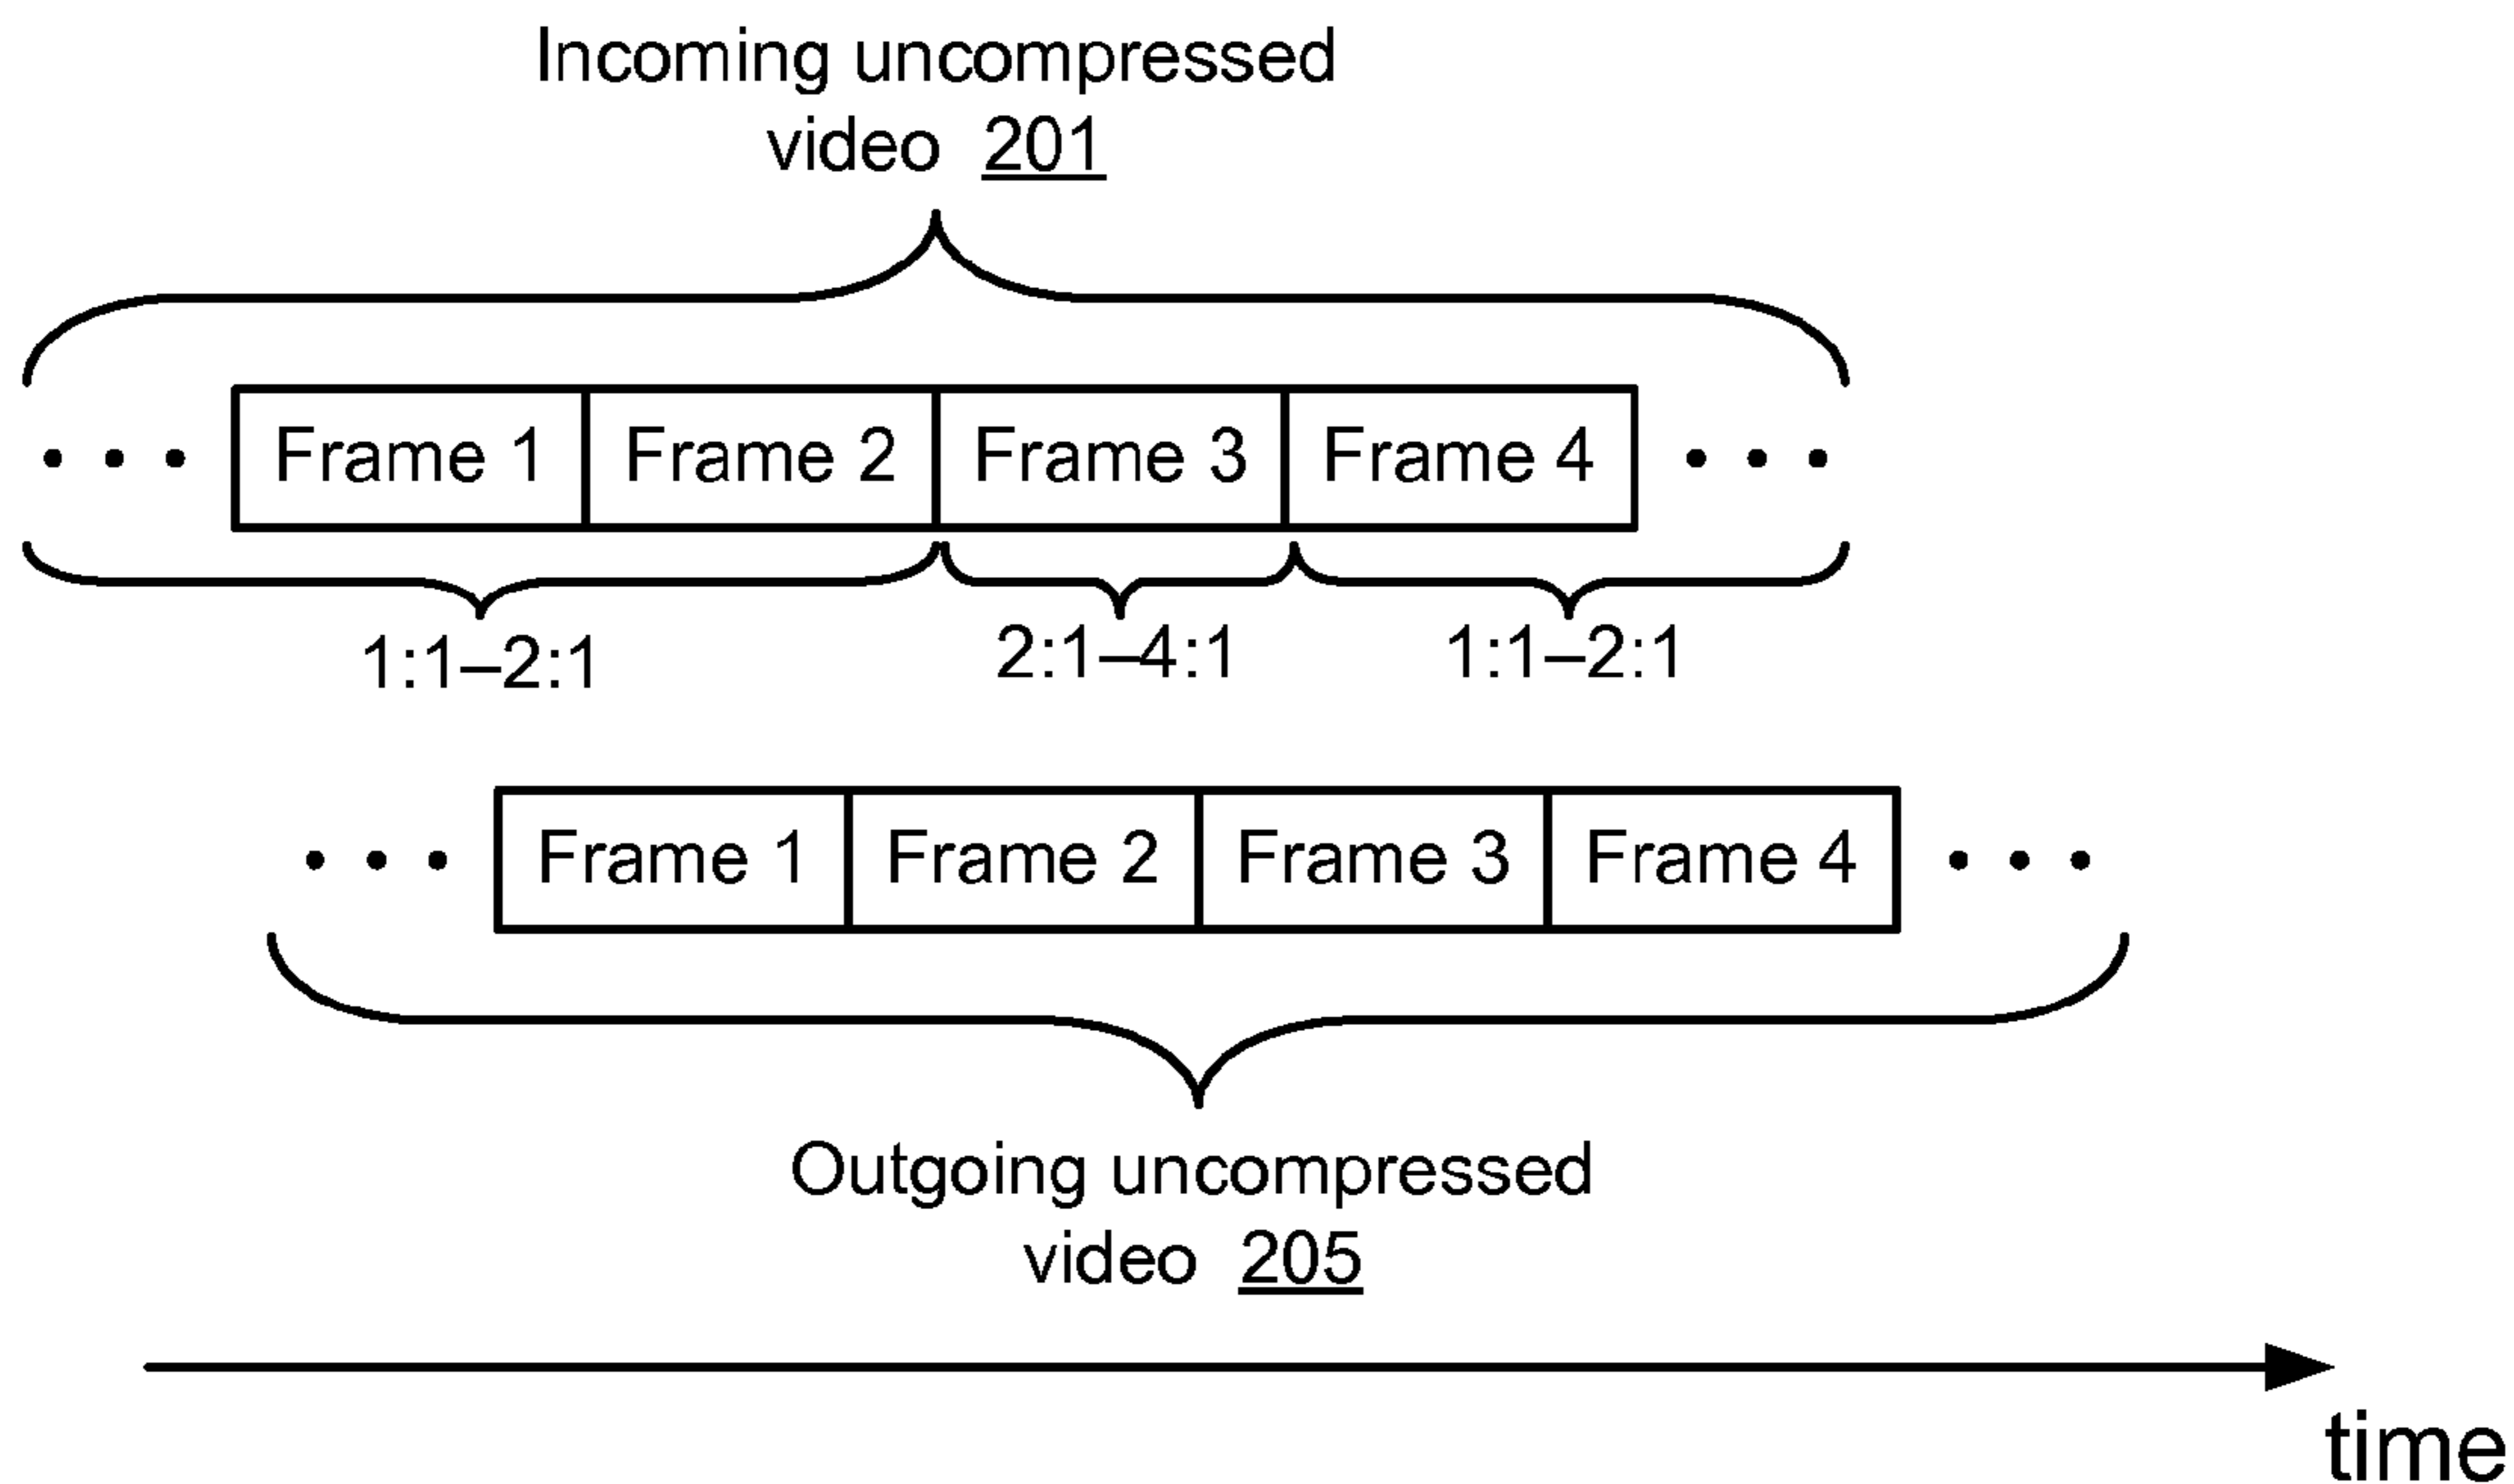 Incoming uncompressed
video 201
Frame 1 Frame 2 Frame 3 Frame 4
1:1–2:1 2:1–4:1 1:1–2:1
Frame 1 Frame 2 Frame 3 Frame 4
Outgoing uncompressed
video 205
time